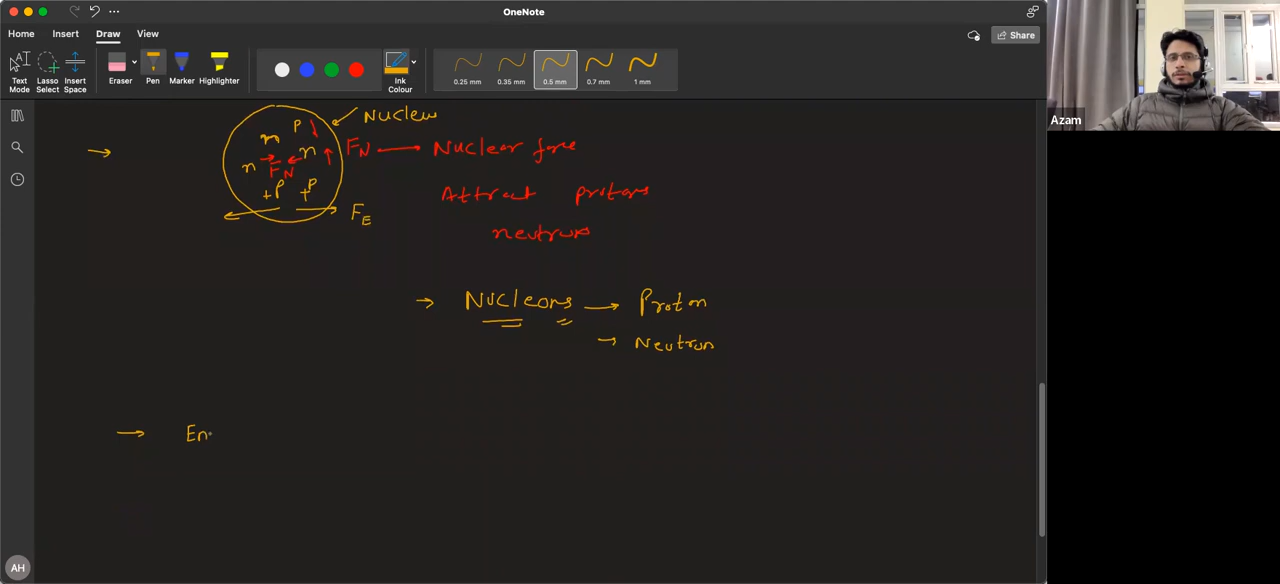 OneNote
Home Insert Draw View
Share
Text Mode
Lasso Select
Insert Space
Eraser
Pen
Marker
Highlighter
Ink Colour
0.25 mm
0.35 mm
0.5 mm
0.7 mm
1 mm
Azam
P
Nucleus
n
n
FN → Nuclear force
n
FN
+P +P
Attract protons
FE
neutrons
→ Nucleons → Proton
→ Neutron
→ En
AH